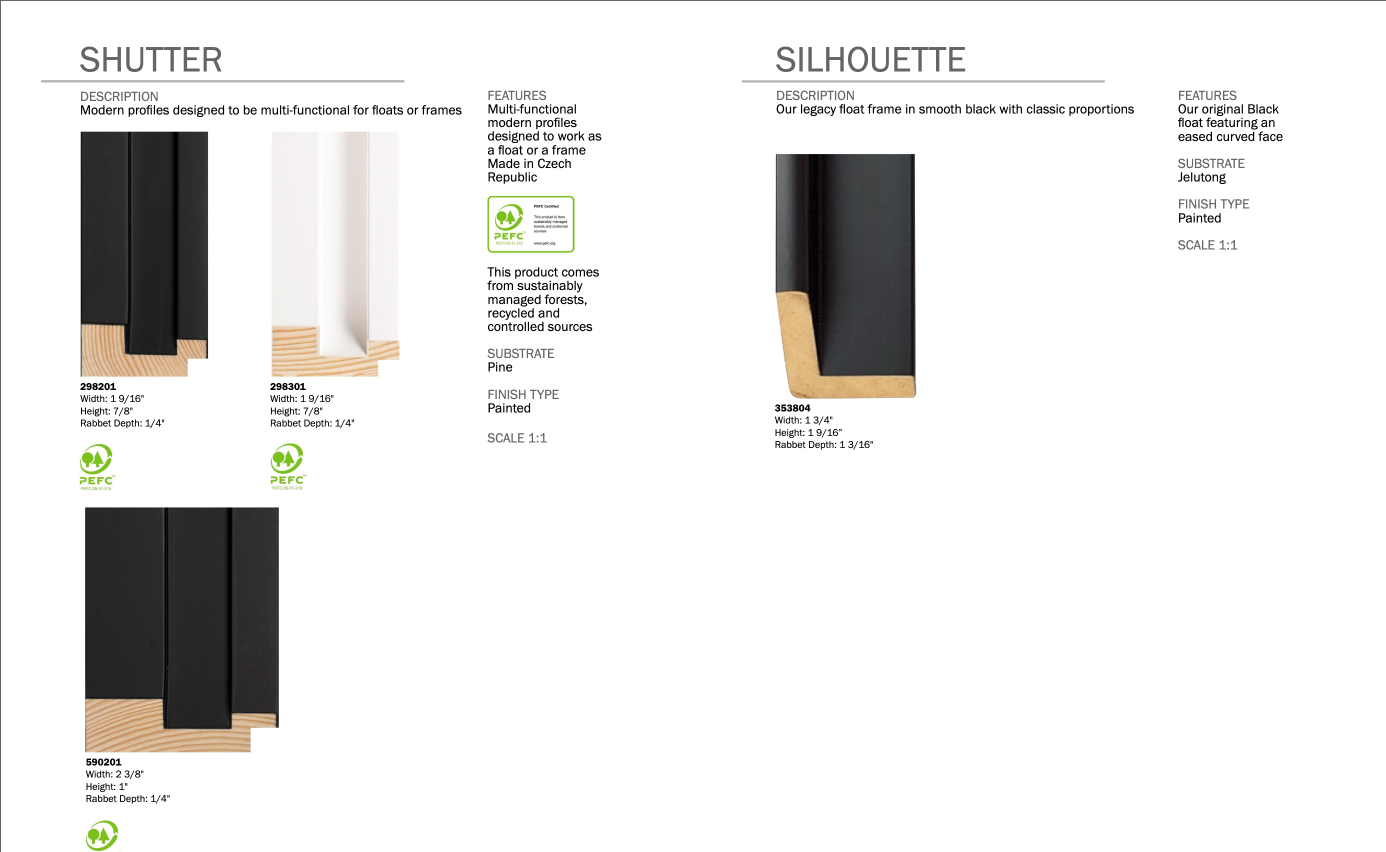 SHUTTER
DESCRIPTION
Modern profiles designed to be multi-functional for floats or frames
298201
Width: 1 9/16"
Height: 7/8"
Rabbet Depth: 1/4"
PEFC™
298301
Width: 1 9/16"
Height: 7/8"
Rabbet Depth: 1/4"
PEFC™
590201
Width: 2 3/8"
Height: 1"
Rabbet Depth: 1/4"
FEATURES
Multi-functional
modern profiles
designed to work as
a float or a frame
Made in Czech
Republic
PEFC™
PEFC Certified
This product is from
sustainably managed
forests and controlled
sources
www.pefc.org
This product comes
from sustainably
managed forests,
recycled and
controlled sources
SUBSTRATE
Pine
FINISH TYPE
Painted
SCALE 1:1
SILHOUETTE
DESCRIPTION
Our legacy float frame in smooth black with classic proportions
353804
Width: 1 3/4"
Height: 1 9/16”
Rabbet Depth: 1 3/16"
FEATURES
Our original Black
float featuring an
eased curved face
SUBSTRATE
Jelutong
FINISH TYPE
Painted
SCALE 1:1